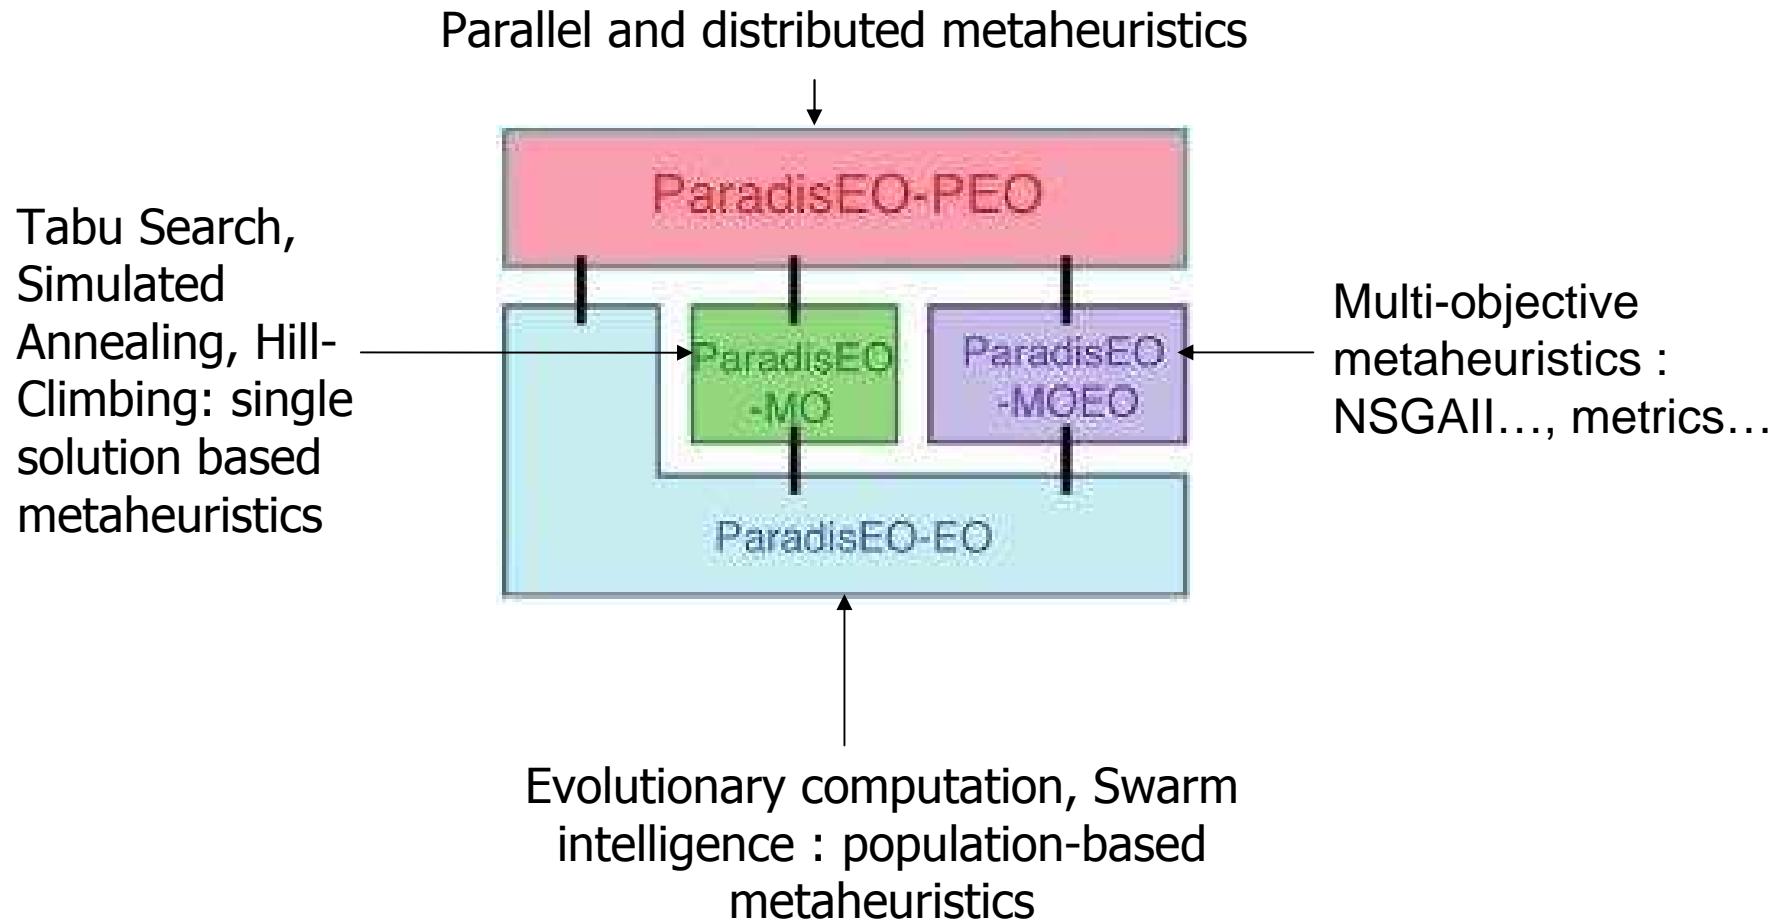 Parallel and distributed metaheuristics
ParadisEO-PEO
Tabu Search,
Simulated
Annealing, Hill-
Climbing: single
solution based
metaheuristics
ParadisEO
-MO
ParadisEO
-MOEO
Multi-objective
metaheuristics :
NSGAII…, metrics…
ParadisEO-EO
Evolutionary computation, Swarm
intelligence : population-based
metaheuristics